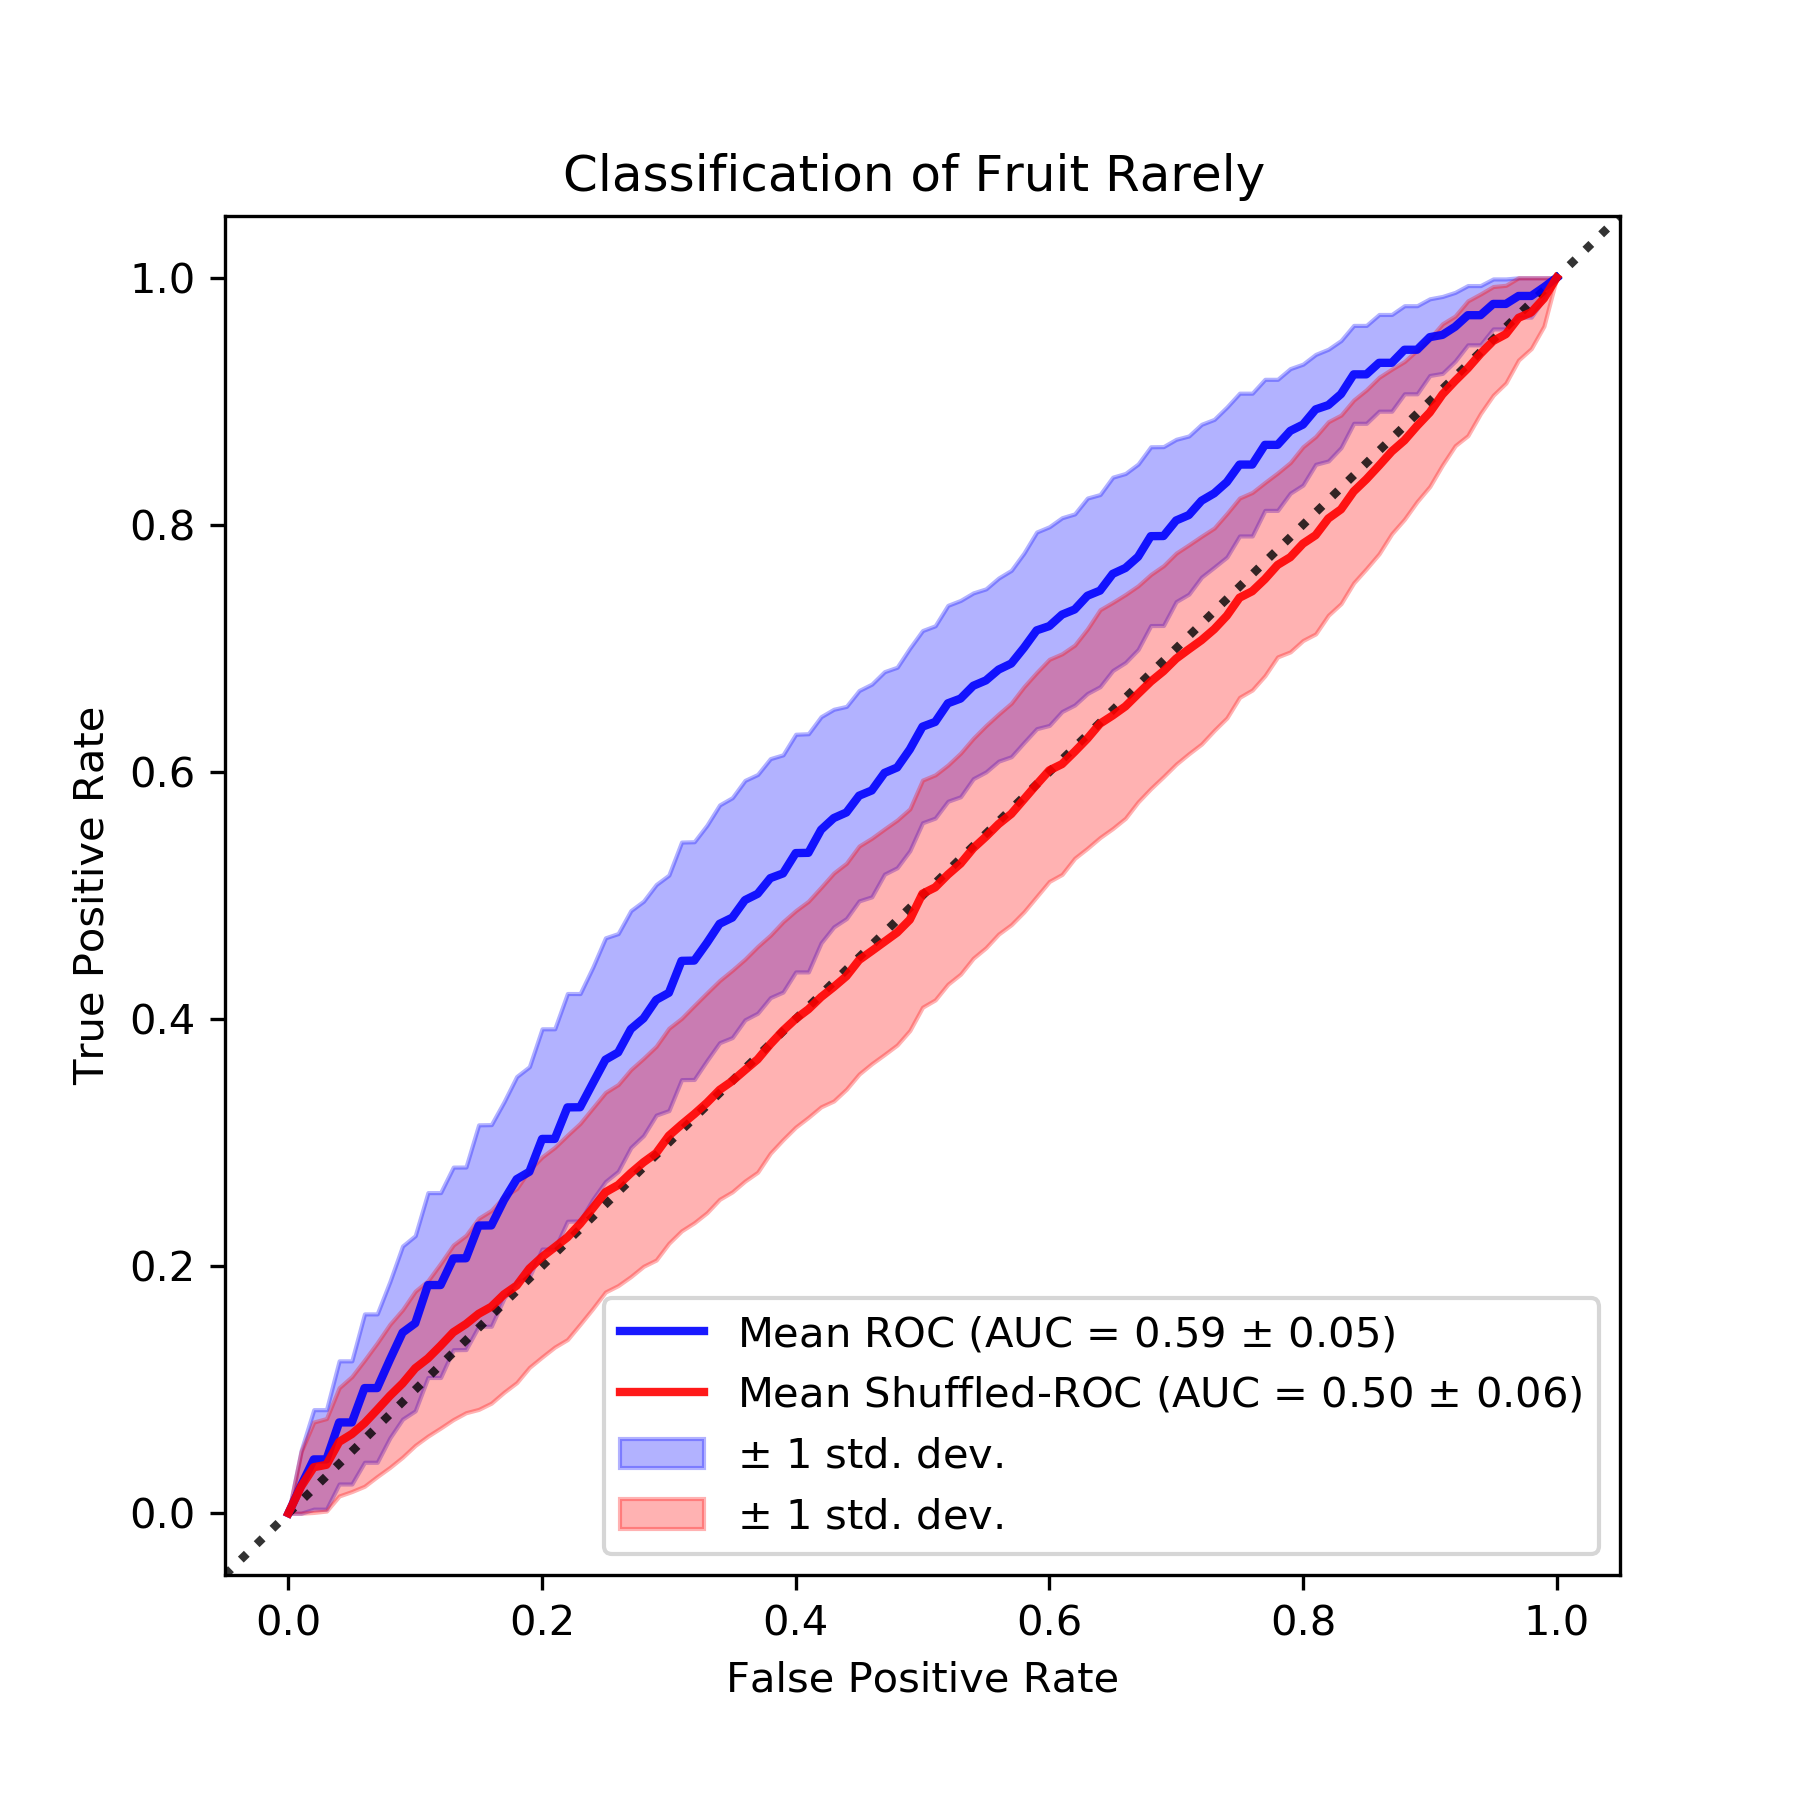 Classification of Fruit Rarely
True Positive Rate
1.0
0.8
0.6
0.4
0.2
0.0
Mean ROC (AUC = 0.59 ± 0.05)
Mean Shuffled-ROC (AUC = 0.50 ± 0.06)
± 1 std. dev.
± 1 std. dev.
0.0 0.2 0.4 0.6 0.8 1.0
False Positive Rate